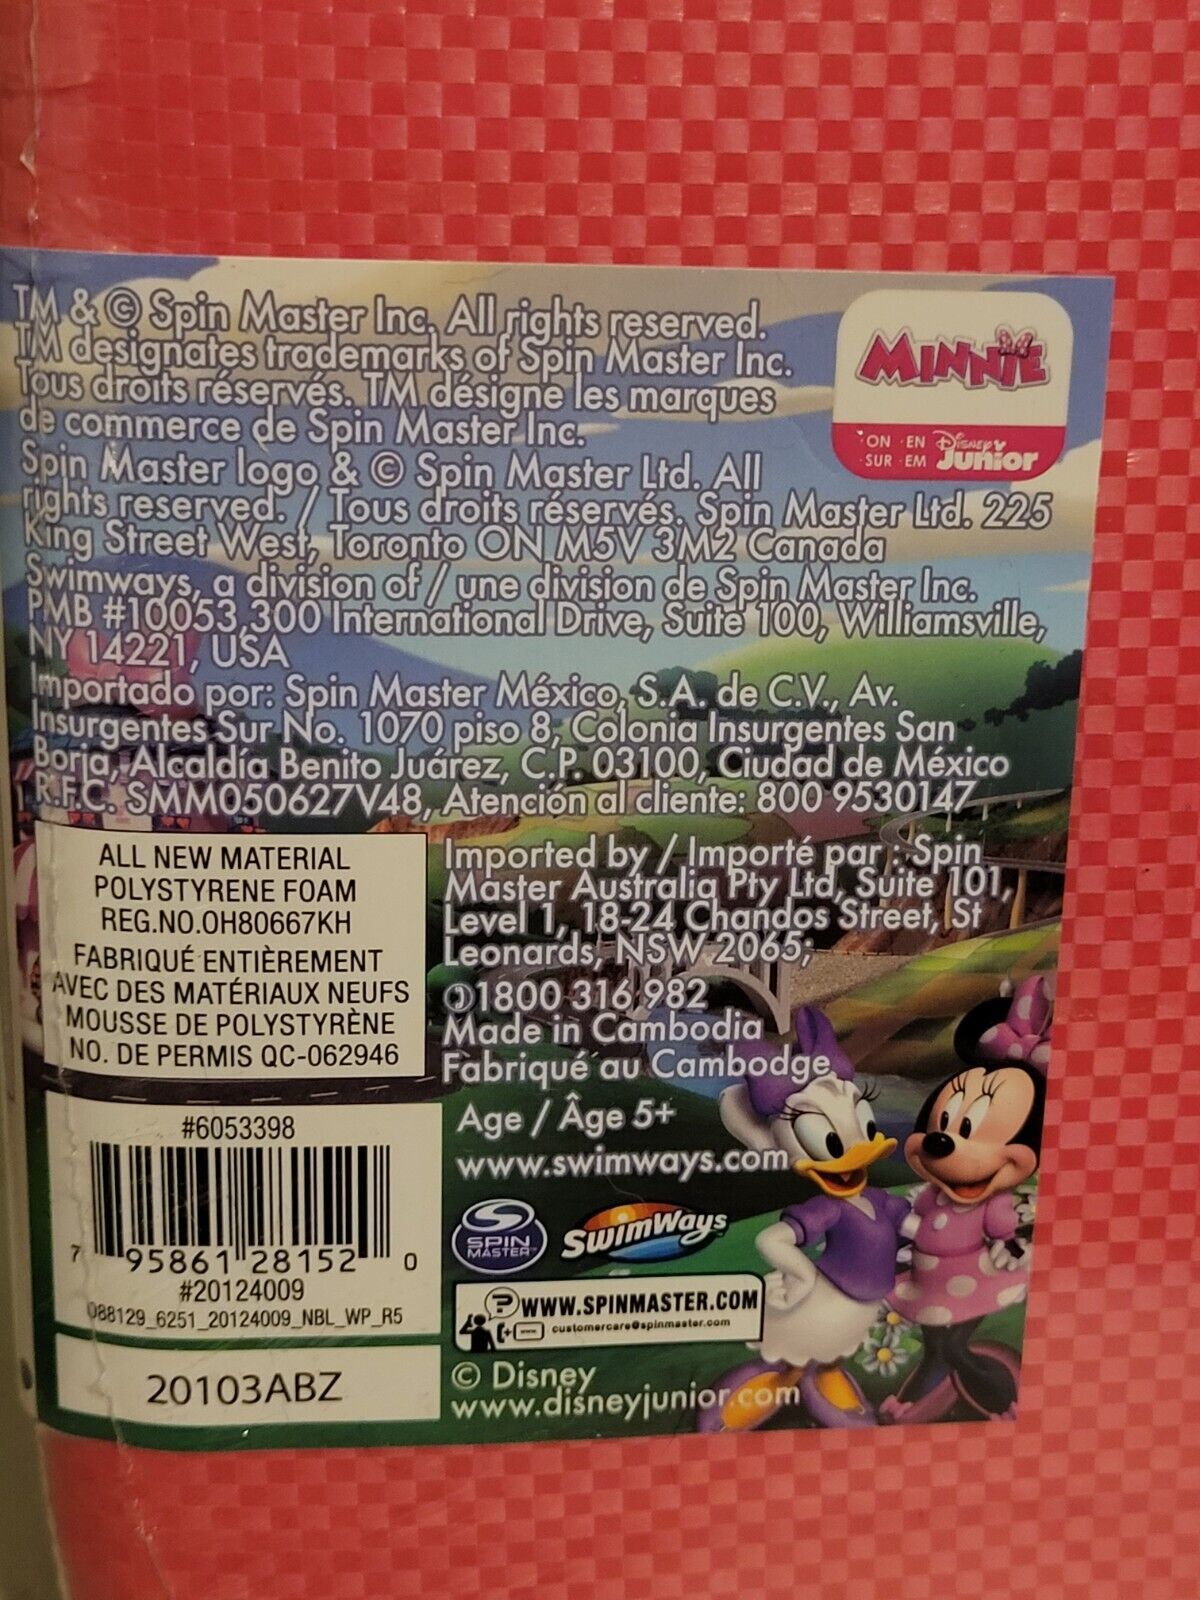 TM & © Spin Master Inc. All rights reserved.
TM designates trademarks of Spin Master Inc.
Tous droits réservés. TM désigne les marques
de commerce de Spin Master Inc.
Spin Master logo & © Spin Master Ltd. All
rights reserved. / Tous droits réservés. Spin Master Ltd. 225
King Street West, Toronto ON M5V 3M2 Canada
Swimways, a division of / une division de Spin Master Inc.
PMB #10053,300 International Drive, Suite 100, Williamsville,
NY 14221, USA
Importado por: Spin Master México, S.A. de C.V., Av.
Insurgentes Sur No. 1070 piso 8, Colonia Insurgentes San
Borja, Alcaldía Benito Juárez, C.P. 03100, Ciudad de México
R.F.C. SMM050627V48, Atención al cliente: 800 9530147
MINNIE
ON EN Disney
SUR EM Junior
ALL NEW MATERIAL
POLYSTYRENE FOAM
REG.NO.OH80667KH
FABRIQUÉ ENTIÈREMENT
AVEC DES MATÉRIAUX NEUFS
MOUSSE DE POLYSTYRÈNE
NO. DE PERMIS QC-062946
Imported by / Importé par : Spin
Master Australia Pty Ltd, Suite 101,
Level 1, 18-24 Chandos Street, St
Leonards, NSW 2065;
1800 316 982
Made in Cambodia
Fabriqué au Cambodge
Age / Âge 5+
www.swimways.com
#6053398
7 95861 28152 0
#20124009
088129_6251_20124009_NBL_WP_R5
20103ABZ
SPIN
MASTER™
SwimWays
WWW.SPINMASTER.COM
customercare@spinmaster.com
© Disney
www.disneyjunior.com